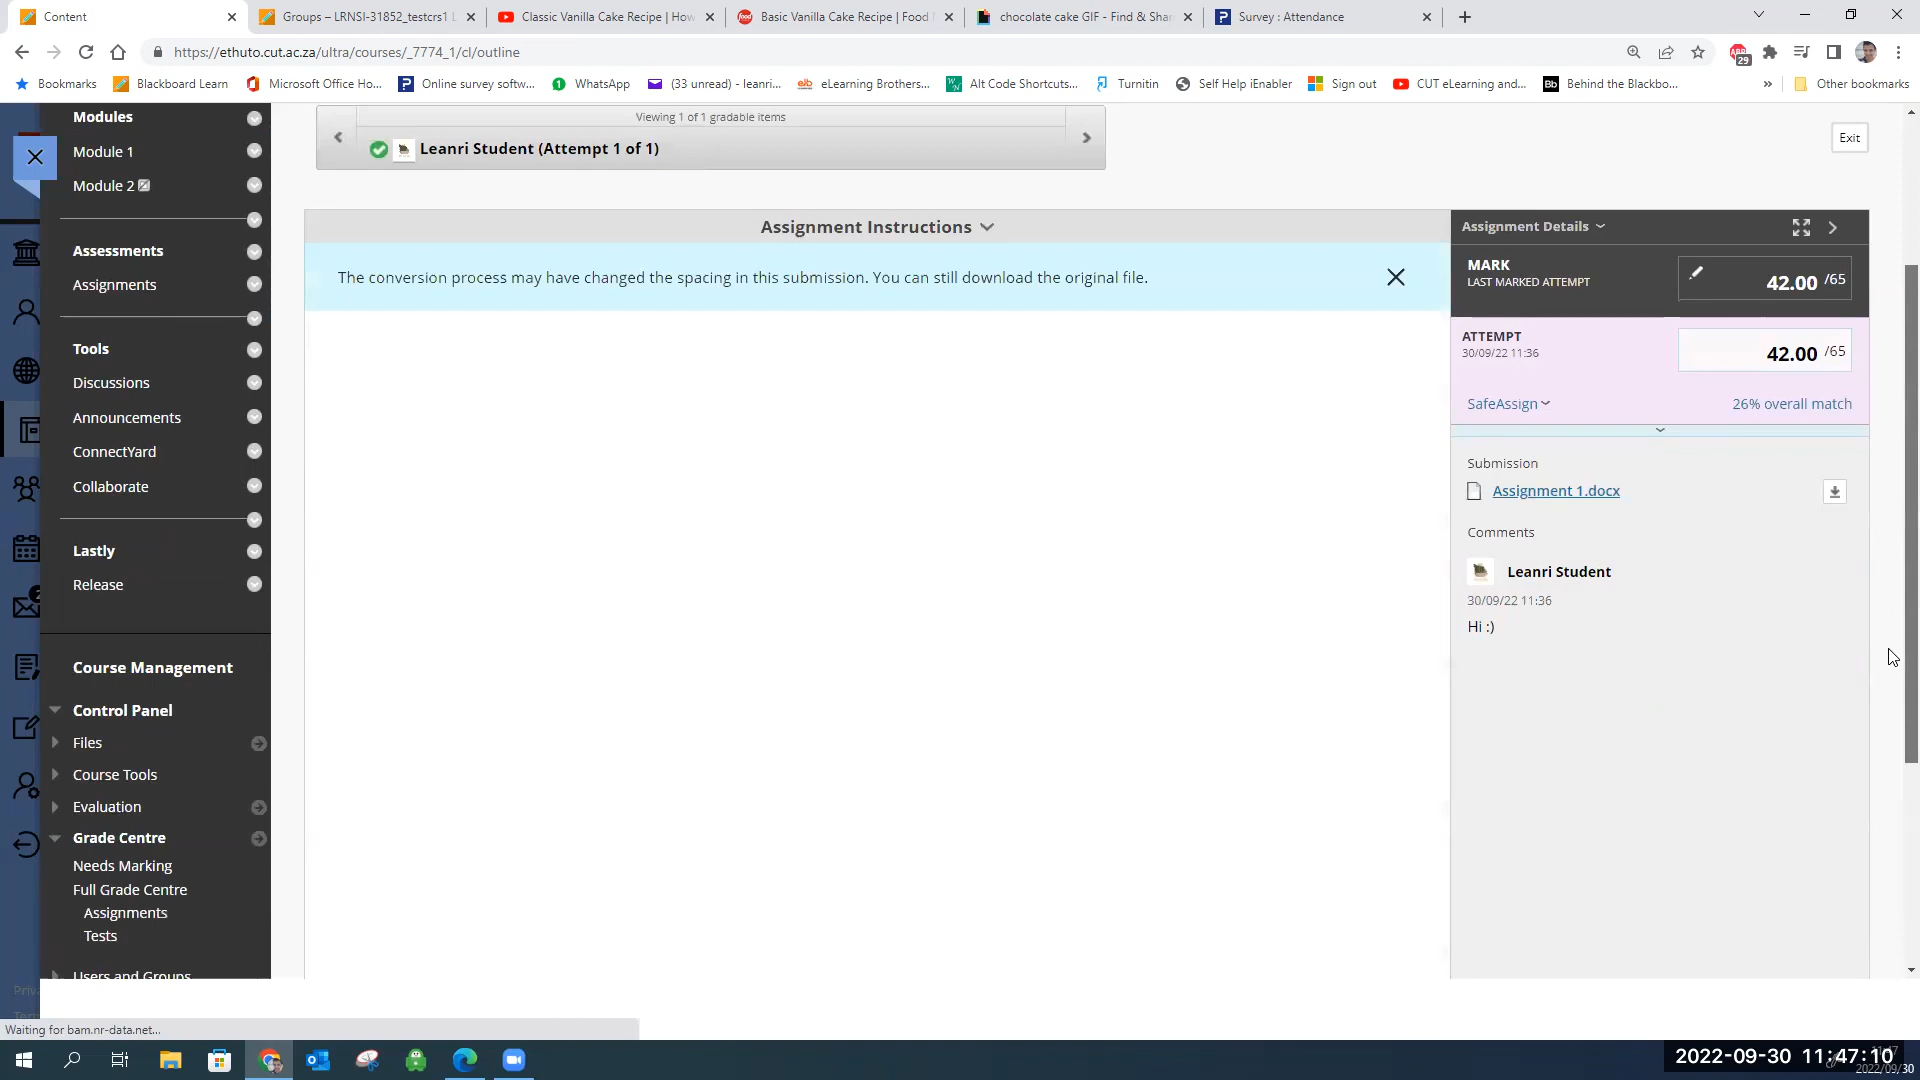 Content
Groups – LRNSI-31852_testcrs1 L
Classic Vanilla Cake Recipe | How
Basic Vanilla Cake Recipe | Food
chocolate cake GIF - Find & Shar
Survey : Attendance
https://ethuto.cut.ac.za/ultra/courses/_7774_1/cl/outline
29
Bookmarks
Blackboard Learn
Microsoft Office Ho...
Online survey softw...
WhatsApp
(33 unread) - leanri...
eLearning Brothers...
Alt Code Shortcuts...
Turnitin
Self Help iEnabler
Sign out
CUT eLearning and...
Behind the Blackbo...
»
Other bookmarks
Modules
Module 1
Module 2
Assessments
Assignments
Tools
Discussions
Announcements
ConnectYard
Collaborate
Lastly
Release
Course Management
Control Panel
Files
Course Tools
Evaluation
Grade Centre
Needs Marking
Full Grade Centre
Assignments
Tests
Users and Groups
Viewing 1 of 1 gradable items
Leanri Student (Attempt 1 of 1)
Exit
Assignment Instructions
The conversion process may have changed the spacing in this submission. You can still download the original file.
Assignment Details
MARK
LAST MARKED ATTEMPT
42.00 /65
ATTEMPT
30/09/22 11:36
42.00 /65
SafeAssign
26% overall match
Submission
Assignment 1.docx
Comments
Leanri Student
30/09/22 11:36
Hi :)
Waiting for bam.nr-data.net...
2022-09-30 11:47:10
2022/09/30